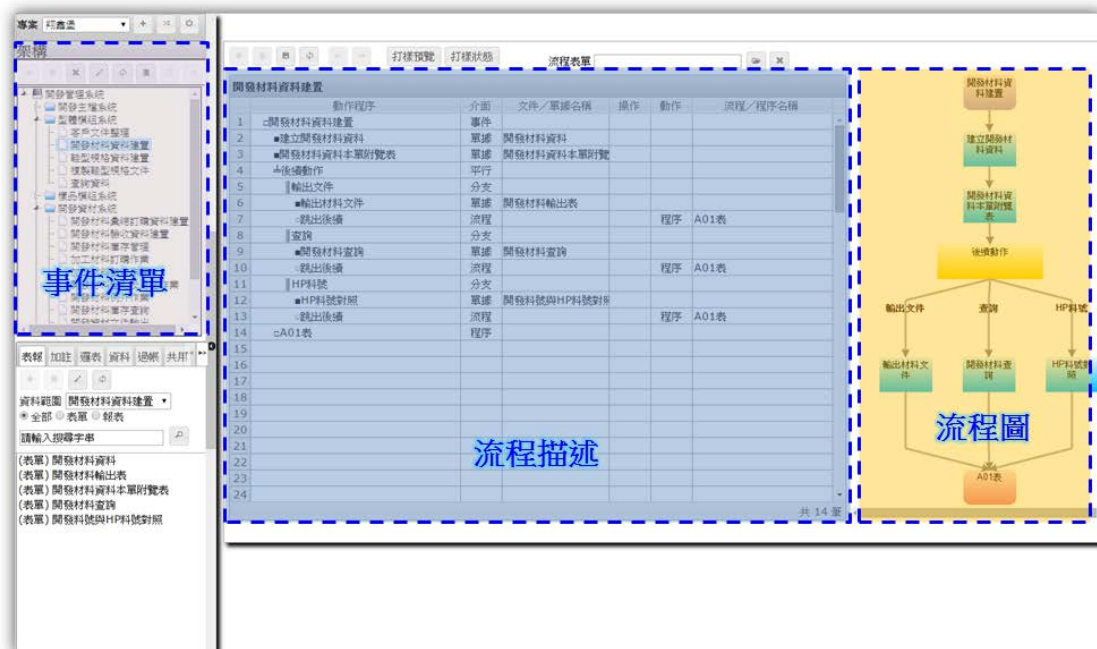 專案 翔鑫堡
架構
開發管理系統
開發主檔系統
型體模組系統
客戶文件整理
開發材料資料建置
鞋型規格資料建置
複製鞋型規格文件
查詢資料
樣品模組系統
開發資材系統
開發材料彙總訂購資料建置
開發材料驗收資料建置
開發材料庫存管理
加工材料訂購作業
作業
開發材料庫存查詢
事件清單
表報 加註 邏表 資料 過帳 共用
資料範圍 開發材料資料建置
全部 表單 報表
請輸入搜尋字串
(表單) 開發材料資料
(表單) 開發材料輸出表
(表單) 開發材料資料本單附覽表
(表單) 開發材料查詢
(表單) 開發料號與HP料號對照
打樣預覽 打樣狀態 流程表單
開發材料資料建置
動作程序 介面 文件／單據名稱 操作 動作 流程／程序名稱
1 □開發材料資料建置 事件
2 ■建立開發材料資料 單據 開發材料資料
3 ■開發材料資料本單附覽表 單據 開發材料資料本單附覽
4 後續動作 平行
5 ║輸出文件 分支
6 ■輸出材料文件 單據 開發材料輸出表
7 ▫跳出後續 流程 程序 A01表
8 ║查詢 分支
9 ■開發材料查詢 單據 開發材料查詢
10 ▫跳出後續 流程 程序 A01表
11 ║HP料號 分支
12 ■HP料號對照 單據 開發料號與HP料號對照
13 ▫跳出後續 流程 程序 A01表
14 □A01表 程序
15
16
17
18
19
20
21
22
23
24
流程描述
共 14 筆
開發材料資
料建置
建立開發材
料資料
開發材料資
料本單附覽
表
後續動作
輸出文件 查詢 HP料號
輸出材料文
件
開發材料查
詢
HP料號對
照
流程圖
A01表